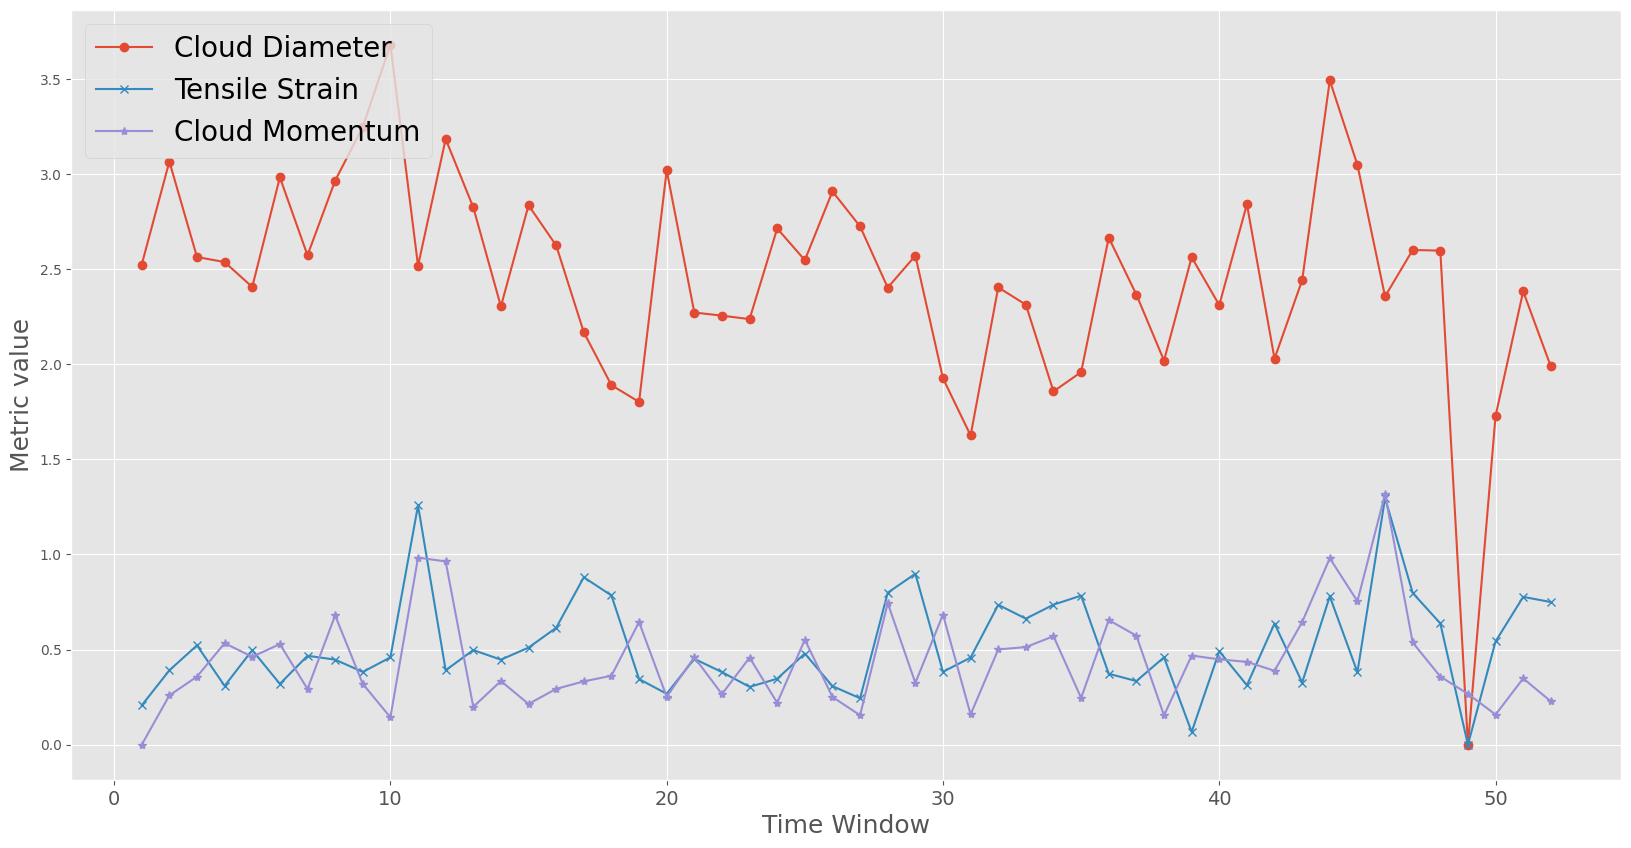 Cloud Diameter
Tensile Strain
Cloud Momentum
3.5
3.0
2.5
2.0
1.5
1.0
0.5
0.0
Metric value
0 10 20 30 40 50
Time Window